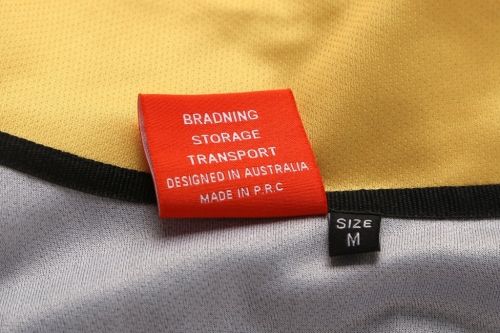 BRADNING
STORAGE
TRANSPORT
DESIGNED IN AUSTRALIA
MADE IN P.R.C
SIZE
M